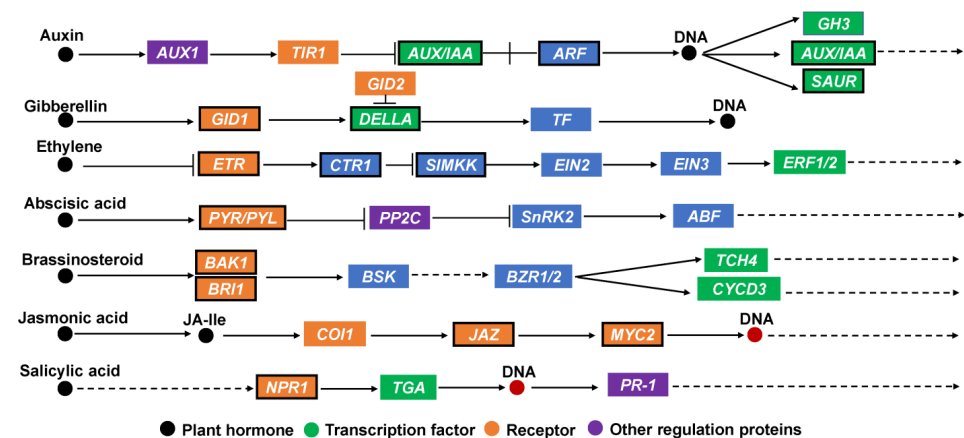 Auxin
AUX1
TIR1
AUX/IAA
ARF
DNA
GH3
AUX/IAA
SAUR
GID2
Gibberellin
GID1
DELLA
TF
DNA
Ethylene
ETR
CTR1
SIMKK
EIN2
EIN3
ERF1/2
Abscisic acid
PYR/PYL
PP2C
SnRK2
ABF
Brassinosteroid
BAK1
BRI1
BSK
BZR1/2
TCH4
CYCD3
Jasmonic acid
JA-Ile
COI1
JAZ
MYC2
DNA
Salicylic acid
NPR1
TGA
DNA
PR-1
Plant hormone Transcription factor Receptor Other regulation proteins